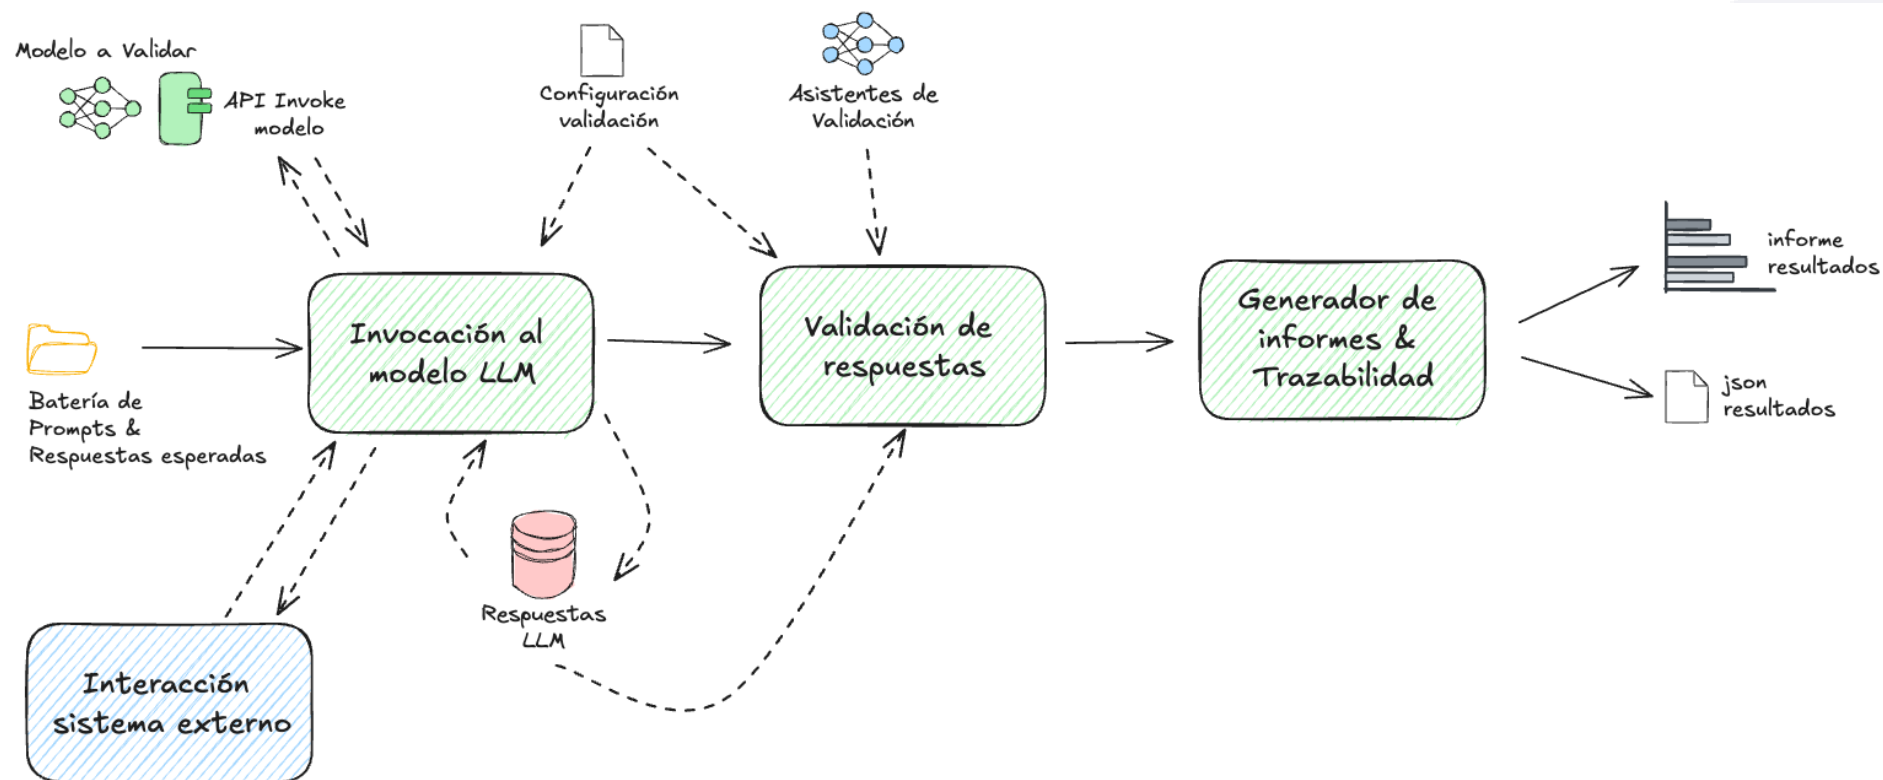 Modelo a Validar
API Invoke
modelo
Configuración
validación
Asistentes de
Validación
Batería de
Prompts &
Respuestas esperadas
Invocación al
modelo LLM
Validación de
respuestas
Generador de
informes &
Trazabilidad
informe
resultados
json
resultados
Respuestas
LLM
Interacción
sistema externo